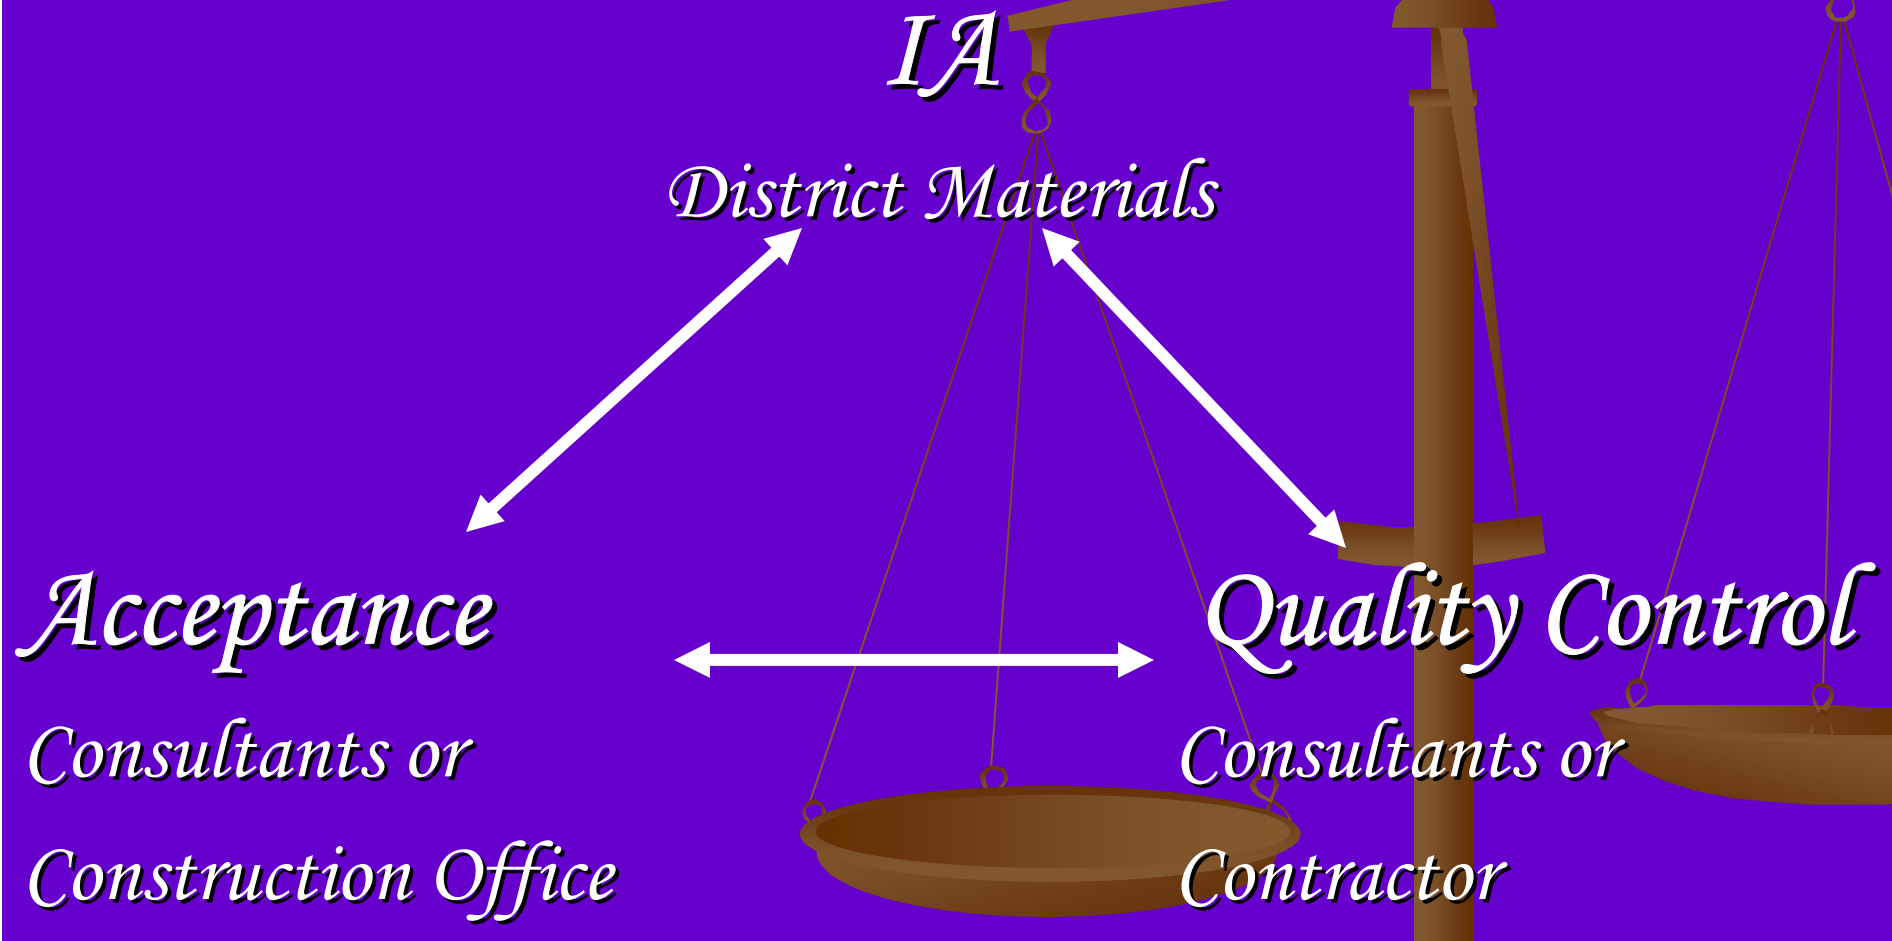 IA
District Materials
Acceptance
Quality Control
Consultants or
Construction Office
Consultants or
Contractor